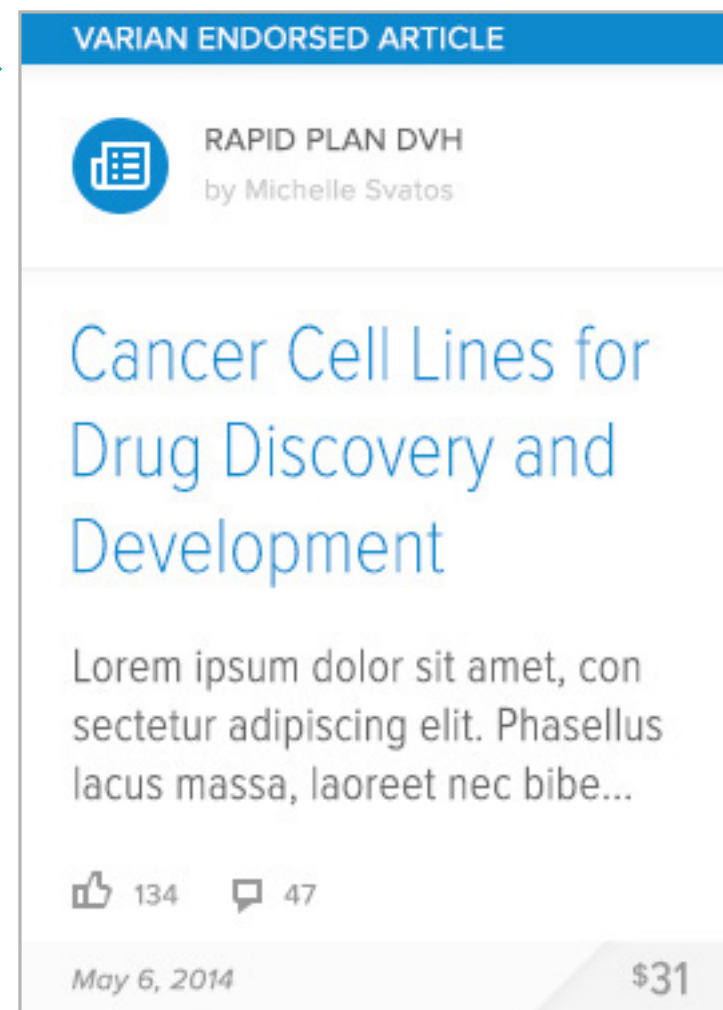 VARIAN ENDORSED ARTICLE
RAPID PLAN DVH
by Michelle Svatos
Cancer Cell Lines for
Drug Discovery and
Development
Lorem ipsum dolor sit amet, con
sectetur adipiscing elit. Phasellus
lacus massa, laoreet nec bibe...
134 47
May 6, 2014 $31